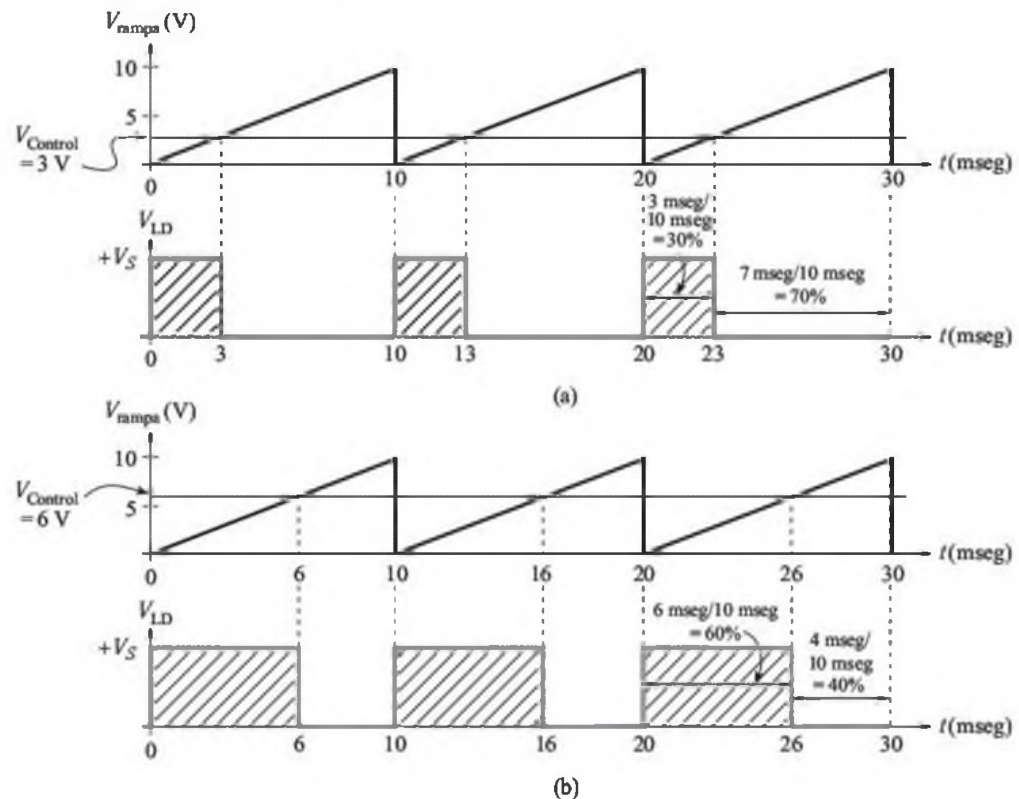 V_rampa (V)
10
5
V_Control
= 3 V
0
10
20
30
t (mseg)
V_LD
+V_S
3 mseg/
10 mseg
=30%
7 mseg/10 mseg
= 70%
0
3
10
13
20
23
30
t (mseg)
(a)
V_rampa (V)
10
V_Control
= 6 V
5
0
6
10
16
20
26
30
t (mseg)
V_LD
+V_S
6 mseg/10 mseg
= 60%
4 mseg/
10 mseg
=40%
0
6
10
16
20
26
30
t (mseg)
(b)